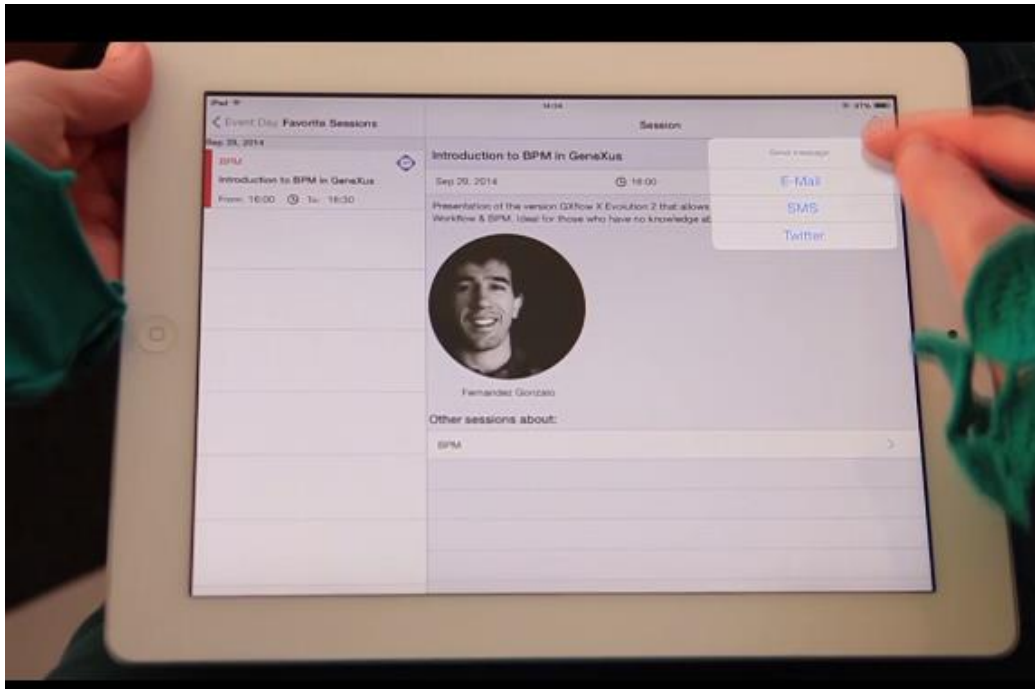 iPad 14:34 37%
Event Day Favorite Sessions
Sep 29, 2014
BPM
Introduction to BPM in GeneXus
From: 16:00 To: 16:30
Session
Introduction to BPM in GeneXus
Sep 29, 2014 16:00
Presentation of the version GXflow X Evolution 2 that allows
Workflow & BPM. Ideal for those who have no knowledge
Fernandez Gonzalo
Other sessions about:
BPM
Send message
E-Mail
SMS
Twitter